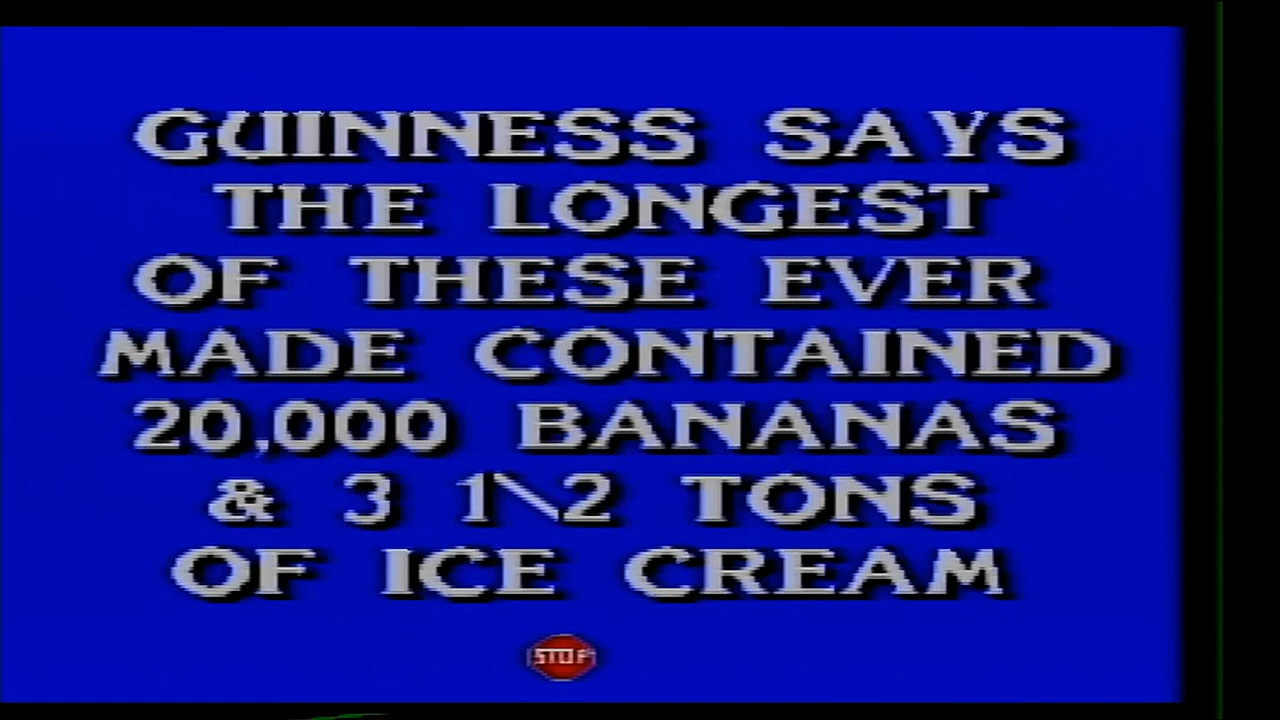 GUINNESS SAYS
THE LONGEST
OF THESE EVER
MADE CONTAINED
20,000 BANANAS
& 3 1\2 TONS
OF ICE CREAM
STOP